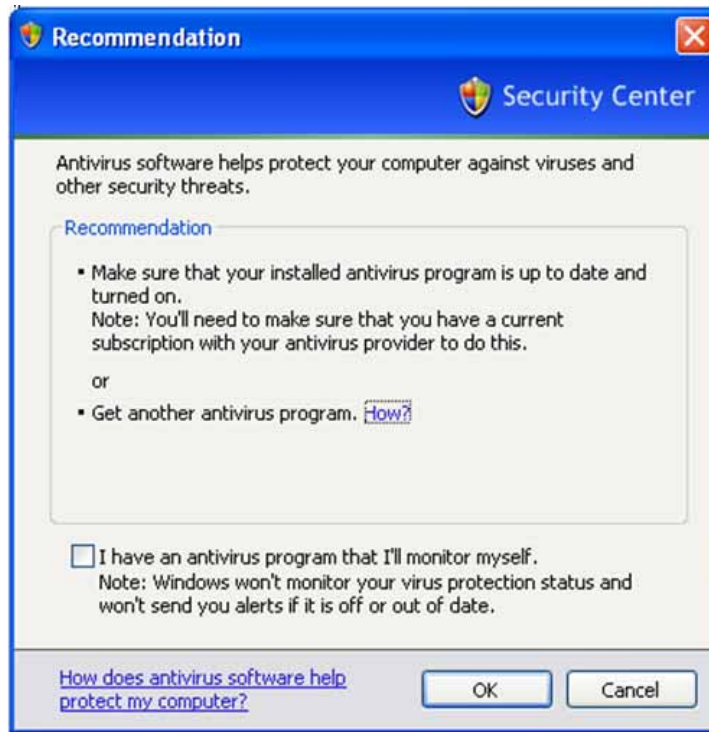 Recommendation
Security Center
Antivirus software helps protect your computer against viruses and
other security threats.
Recommendation
▪ Make sure that your installed antivirus program is up to date and
turned on.
Note: You'll need to make sure that you have a current
subscription with your antivirus provider to do this.
or
▪ Get another antivirus program. How?
I have an antivirus program that I'll monitor myself.
Note: Windows won't monitor your virus protection status and
won't send you alerts if it is off or out of date.
How does antivirus software help
protect my computer?
OK
Cancel